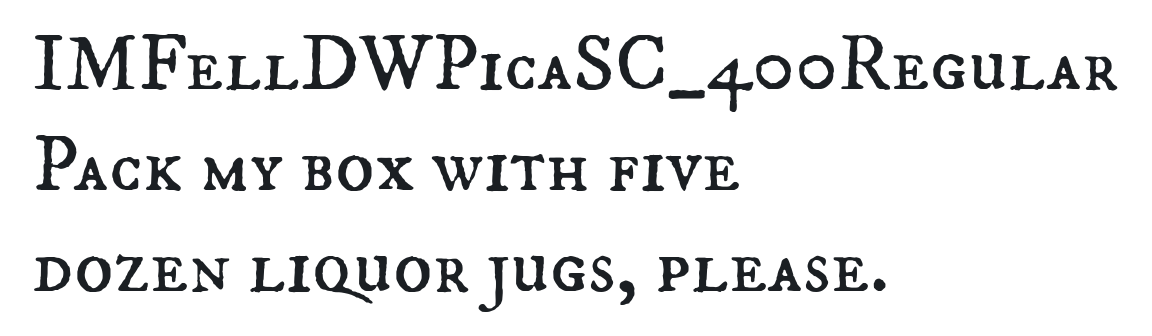 IMFellDWPicaSC_400Regular
Pack my box with five
dozen liquor jugs, please.